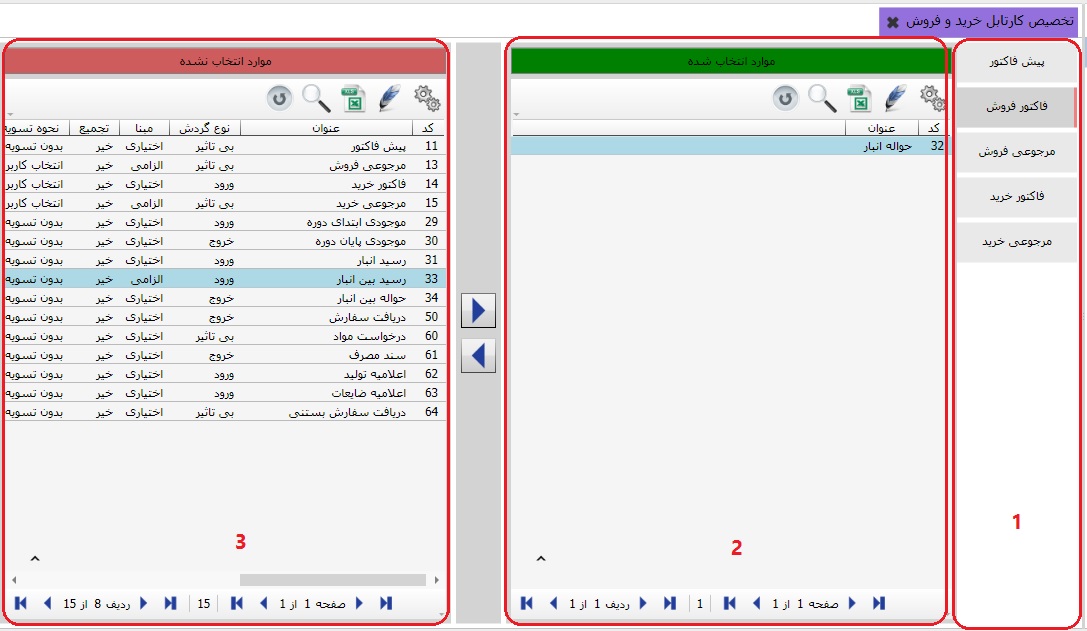 تخصیص کارتابل خرید و فروش
پیش فاکتور
فاکتور فروش
مرجوعی فروش
فاکتور خرید
مرجوعی خرید
1
موارد انتخاب شده
کد عنوان
32 حواله انبار
2
ردیف 1 از 1
1
صفحه 1 از 1
موارد انتخاب نشده
کد عنوان نوع گردش مبنا تجمیع نحوه تسویه
11 پیش فاکتور بی تاثیر اختیاری خیر بدون تسویه
13 مرجوعی فروش بی تاثیر الزامی خیر انتخاب کاربر
14 فاکتور خرید ورود اختیاری خیر بدون تسویه
15 مرجوعی خرید بی تاثیر الزامی خیر انتخاب کاربر
29 موجودی ابتدای دوره ورود اختیاری خیر بدون تسویه
30 موجودی پایان دوره خروج اختیاری خیر بدون تسویه
31 رسید انبار ورود اختیاری خیر بدون تسویه
33 رسید بین انبار ورود الزامی خیر بدون تسویه
34 حواله بین انبار خروج اختیاری خیر بدون تسویه
50 دریافت سفارش خروج اختیاری خیر بدون تسویه
60 درخواست مواد بی تاثیر اختیاری خیر بدون تسویه
61 سند مصرف خروج اختیاری خیر بدون تسویه
62 اعلامیه تولید ورود اختیاری خیر بدون تسویه
63 اعلامیه ضایعات ورود اختیاری خیر بدون تسویه
64 دریافت سفارش بستنی بی تاثیر اختیاری خیر بدون تسویه
3
ردیف 8 از 15
15
صفحه 1 از 1